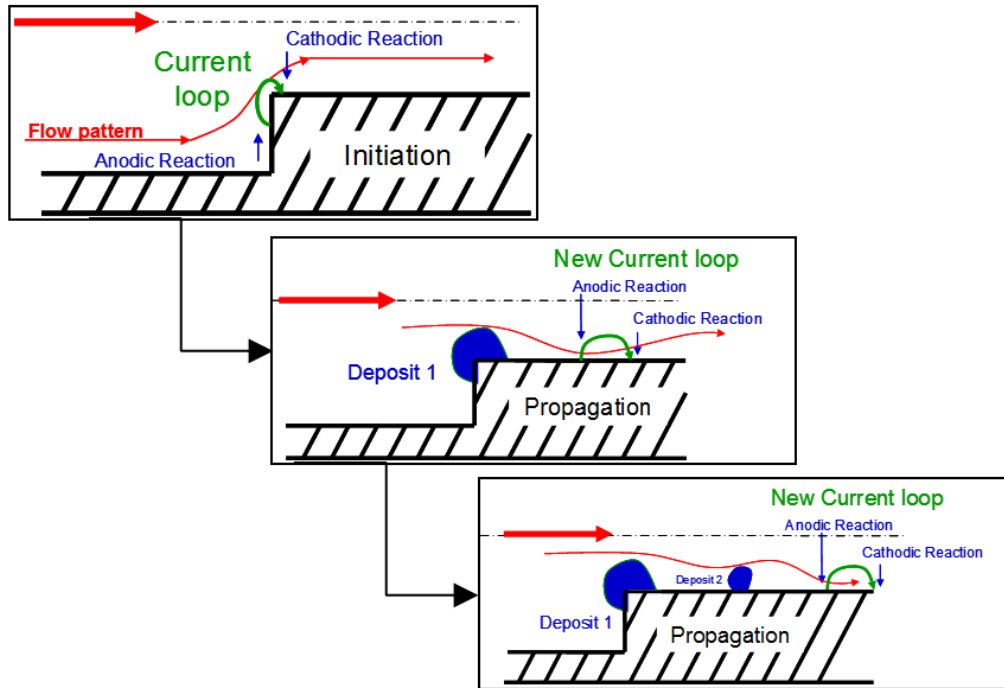 Cathodic Reaction
Current
loop
Flow pattern
Anodic Reaction
Initiation
New Current loop
Anodic Reaction
Cathodic Reaction
Deposit 1
Propagation
New Current loop
Anodic Reaction
Cathodic Reaction
Deposit 2
Deposit 1
Propagation